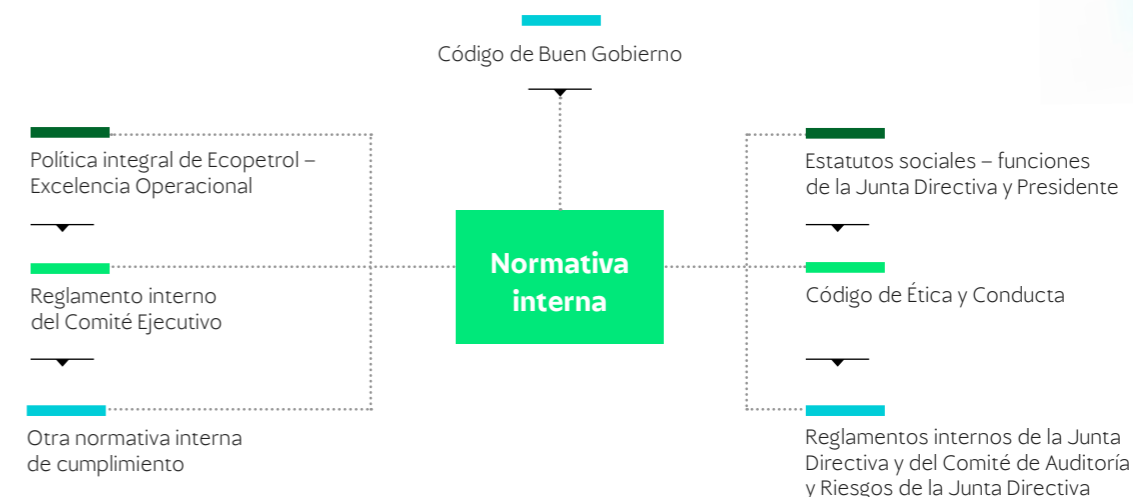 Código de Buen Gobierno
Política integral de Ecopetrol –
Excelencia Operacional
Reglamento interno
del Comité Ejecutivo
Otra normativa interna
de cumplimiento
Normativa
interna
Estatutos sociales – funciones
de la Junta Directiva y Presidente
Código de Ética y Conducta
Reglamentos internos de la Junta
Directiva y del Comité de Auditoría
y Riesgos de la Junta Directiva